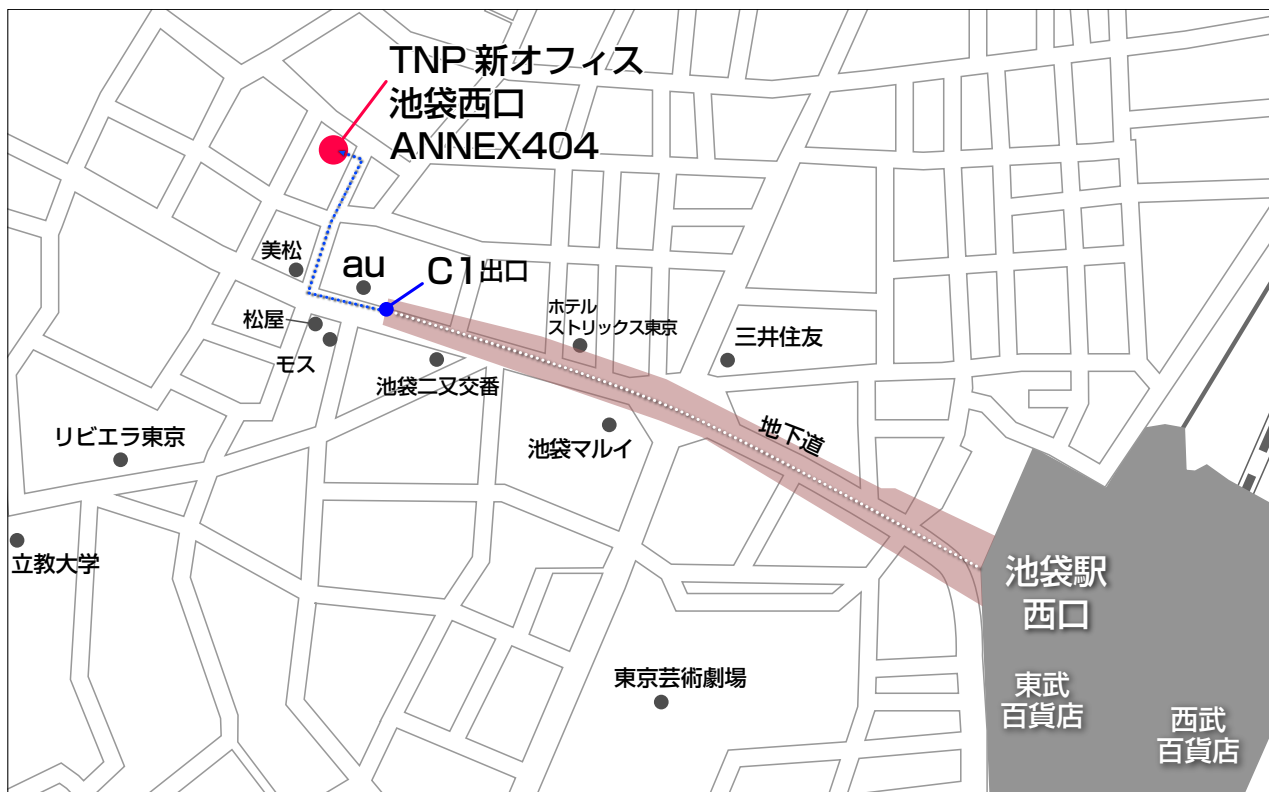 TNP 新オフィス
池袋西口
ANNEX404
美松
au
C1出口
松屋
モス
池袋二又交番
ホテル
ストリックス東京
三井住友
リビエラ東京
池袋マルイ
地下道
立教大学
池袋駅
西口
東京芸術劇場
東武
百貨店
西武
百貨店